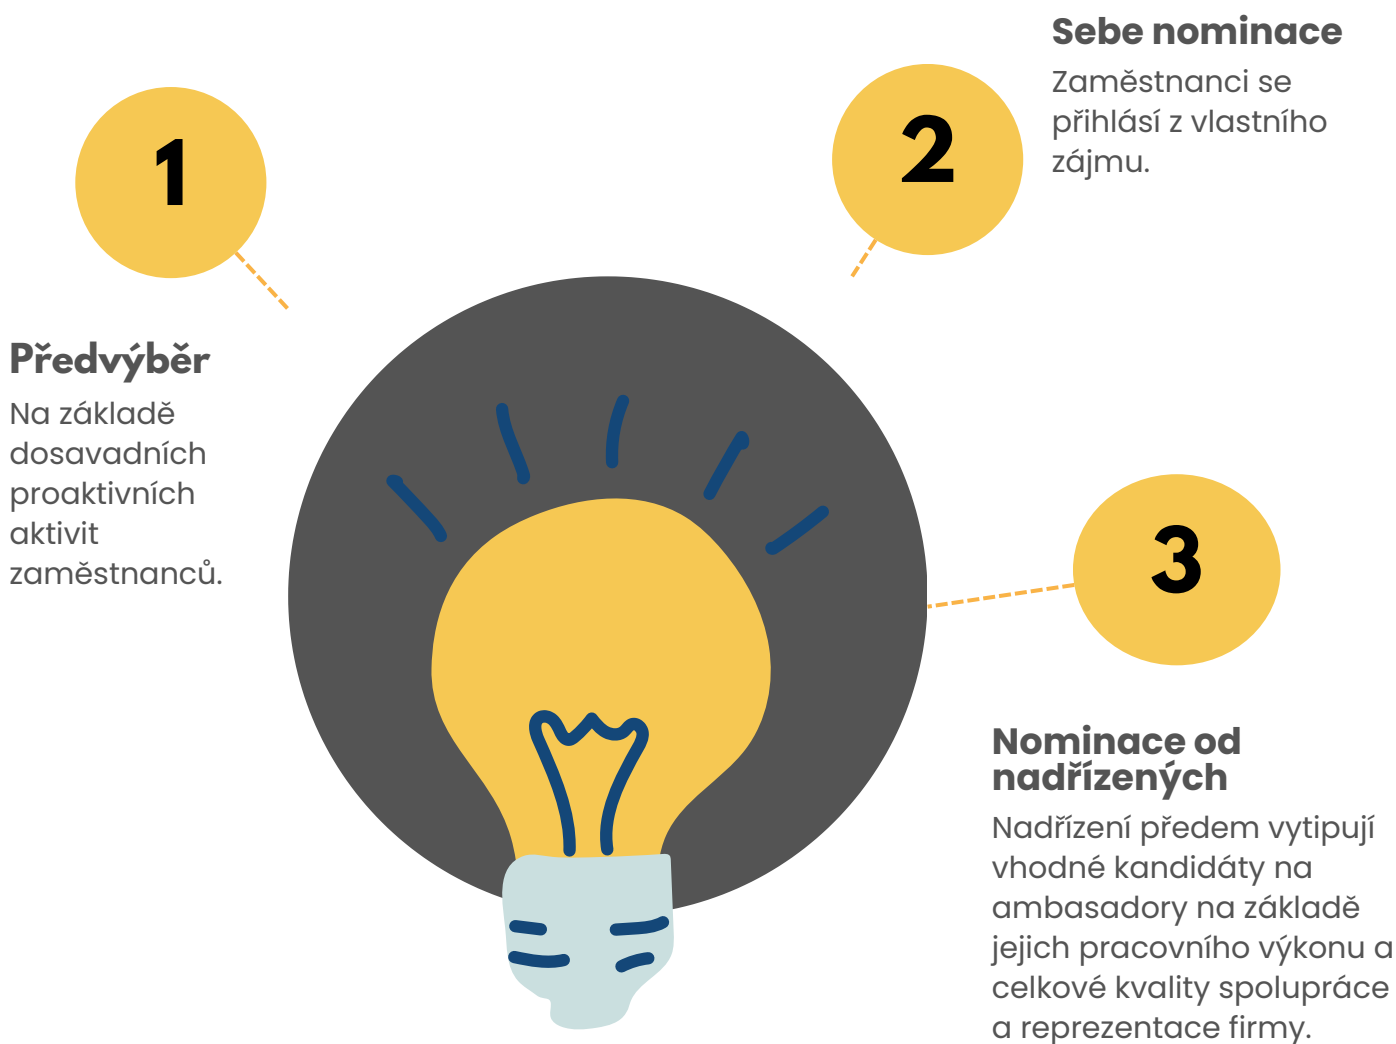 1
Předvýběr
Na základě
dosavadních
proaktivních
aktivit
zaměstnanců.
2
Sebe nominace
Zaměstnanci se
přihlásí z vlastního
zájmu.
3
Nominace od
nadřízených
Nadřízení předem vytipují
vhodné kandidáty na
ambasadory na základě
jejich pracovního výkonu a
celkové kvality spolupráce
a reprezentace firmy.